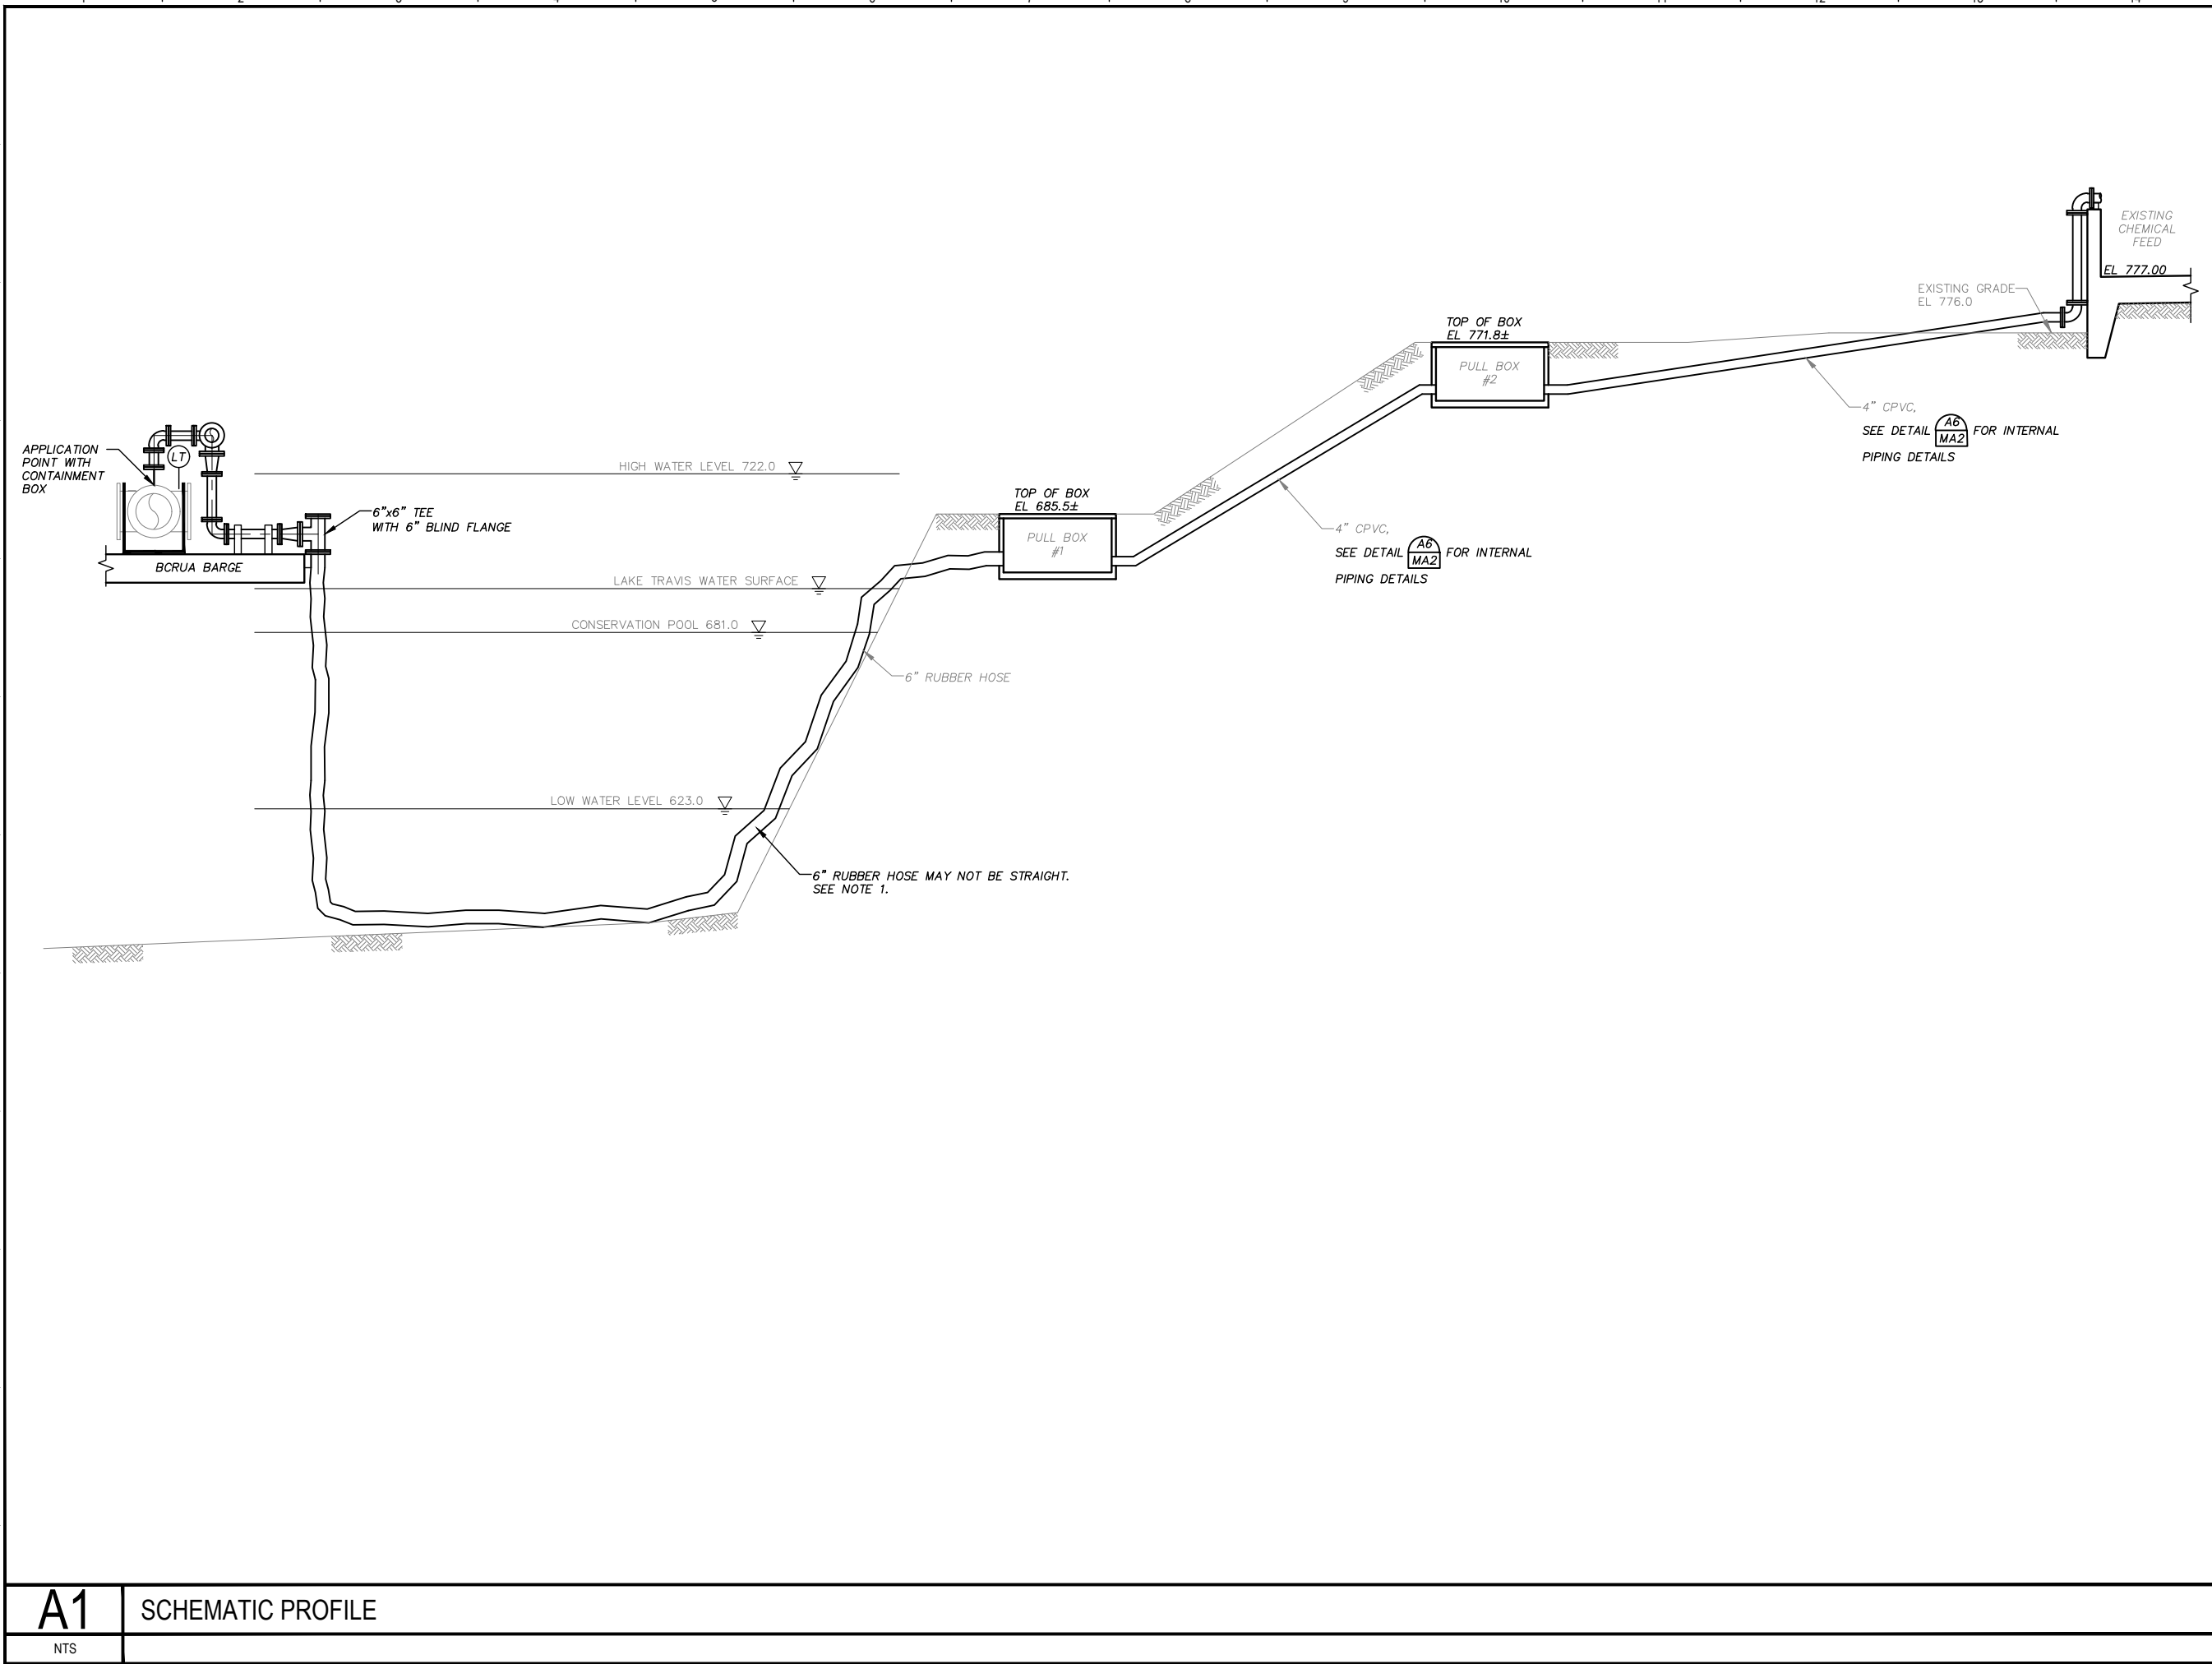 EXISTING
CHEMICAL
FEED
EL 777.00
EXISTING GRADE
EL 776.0
TOP OF BOX
EL 771.8±
PULL BOX
#2
4" CPVC,
SEE DETAIL A6 MA2 FOR INTERNAL
PIPING DETAILS
APPLICATION
POINT WITH
CONTAINMENT
BOX
LT
HIGH WATER LEVEL 722.0
6"x6" TEE
WITH 6" BLIND FLANGE
TOP OF BOX
EL 685.5±
PULL BOX
#1
4" CPVC,
SEE DETAIL A6 MA2 FOR INTERNAL
PIPING DETAILS
BCRUA BARGE
LAKE TRAVIS WATER SURFACE
CONSERVATION POOL 681.0
6" RUBBER HOSE
LOW WATER LEVEL 623.0
6" RUBBER HOSE MAY NOT BE STRAIGHT.
SEE NOTE 1.
A1
SCHEMATIC PROFILE
NTS